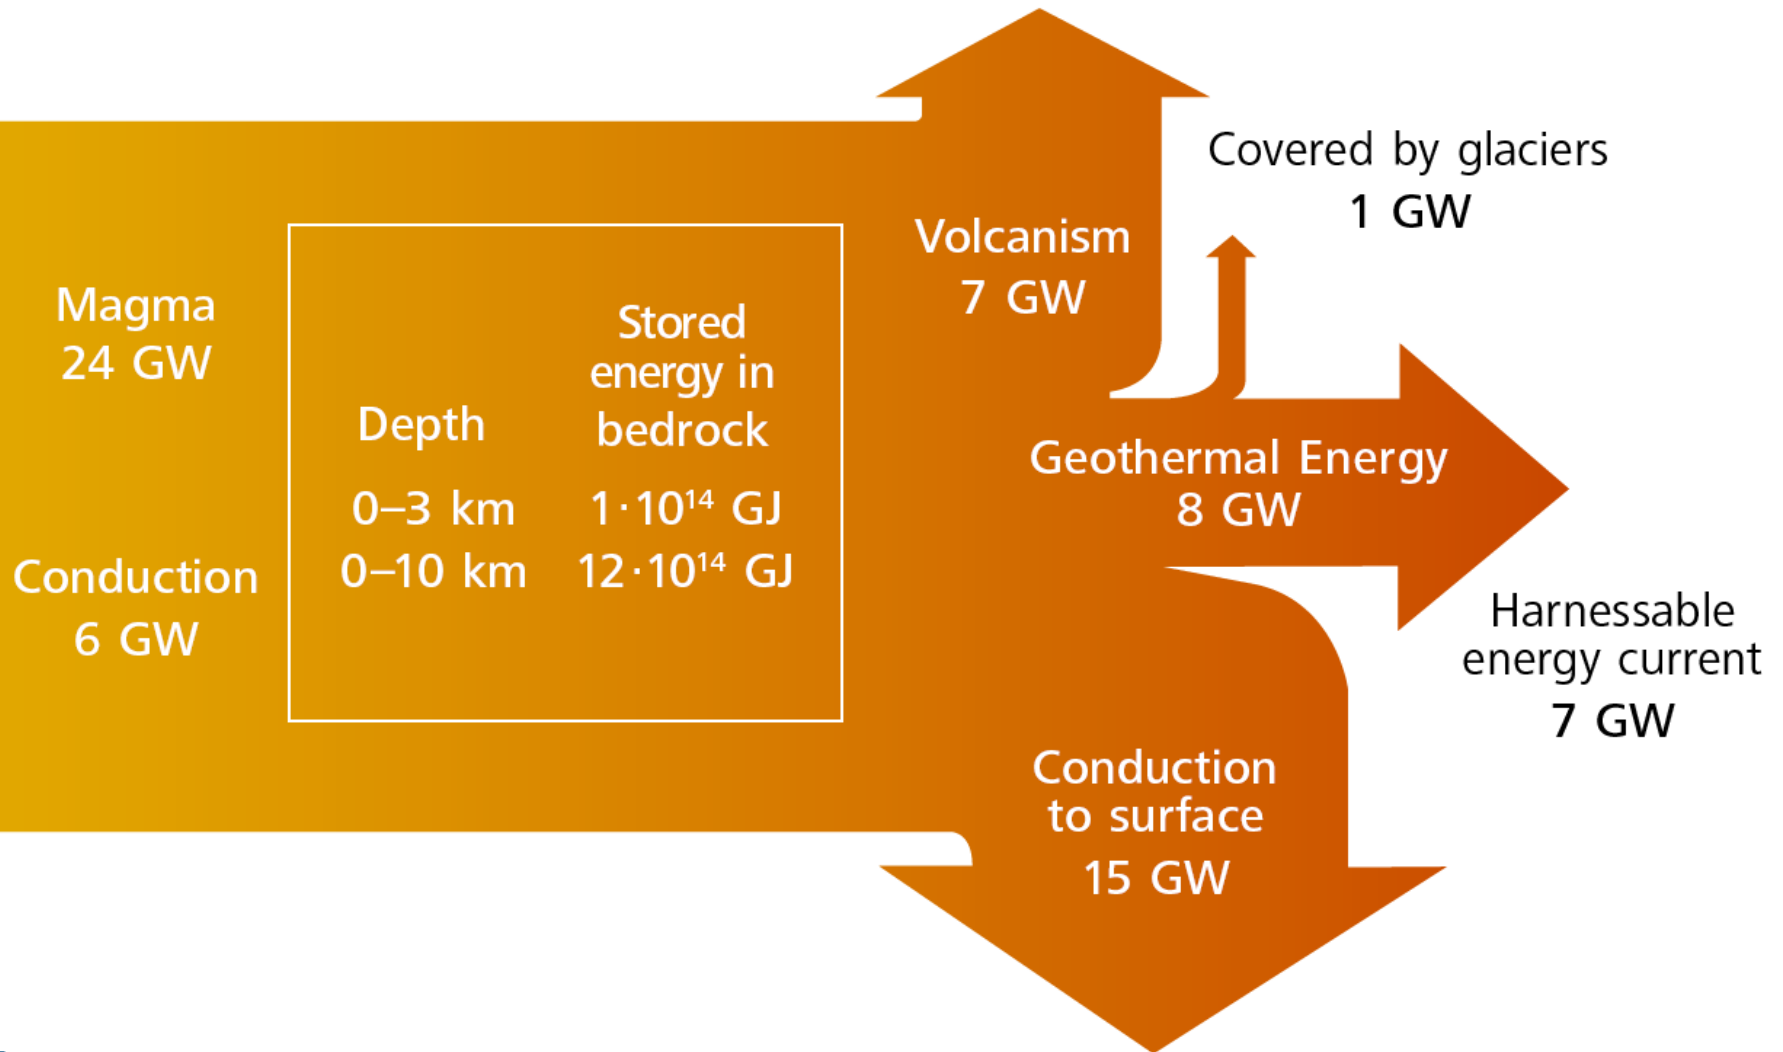 Magma
24 GW
Conduction
6 GW
Depth
Stored
energy in
bedrock
0–3 km 1·10¹⁴ GJ
0–10 km 12·10¹⁴ GJ
Volcanism
7 GW
Covered by glaciers
1 GW
Geothermal Energy
8 GW
Harnessable
energy current
7 GW
Conduction
to surface
15 GW